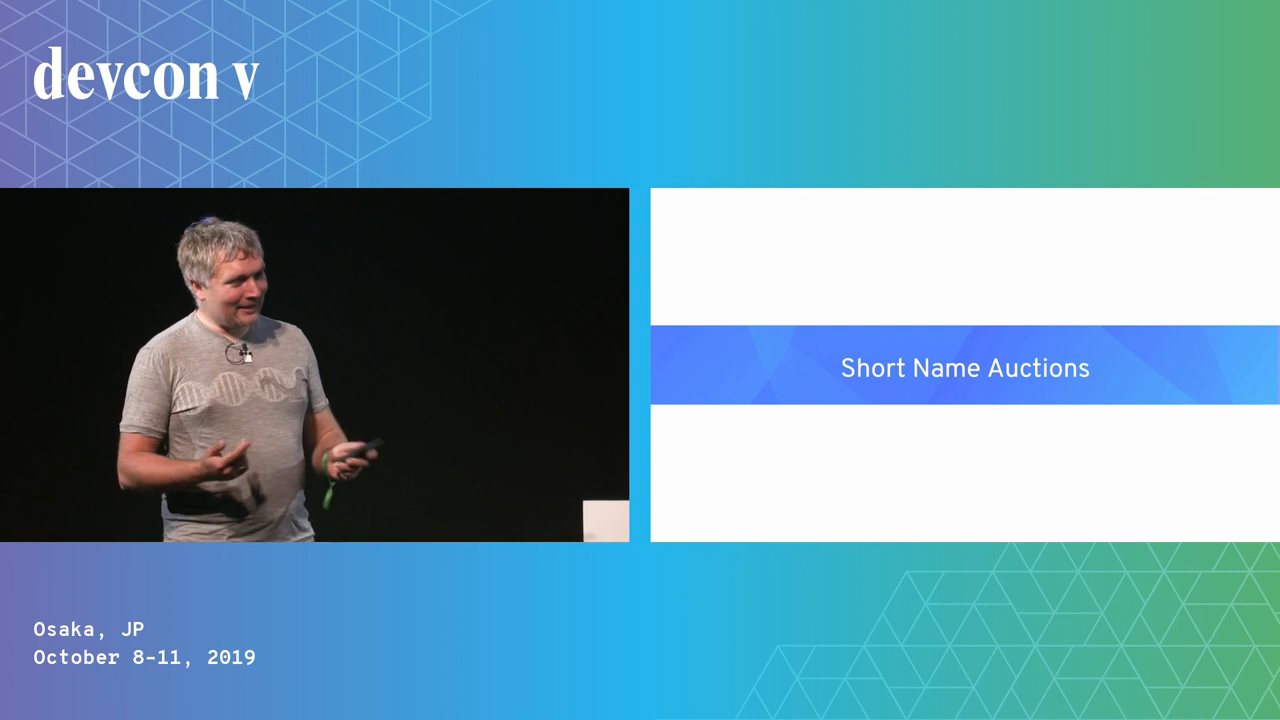 devcon v
Short Name Auctions
Osaka, JP
October 8-11, 2019